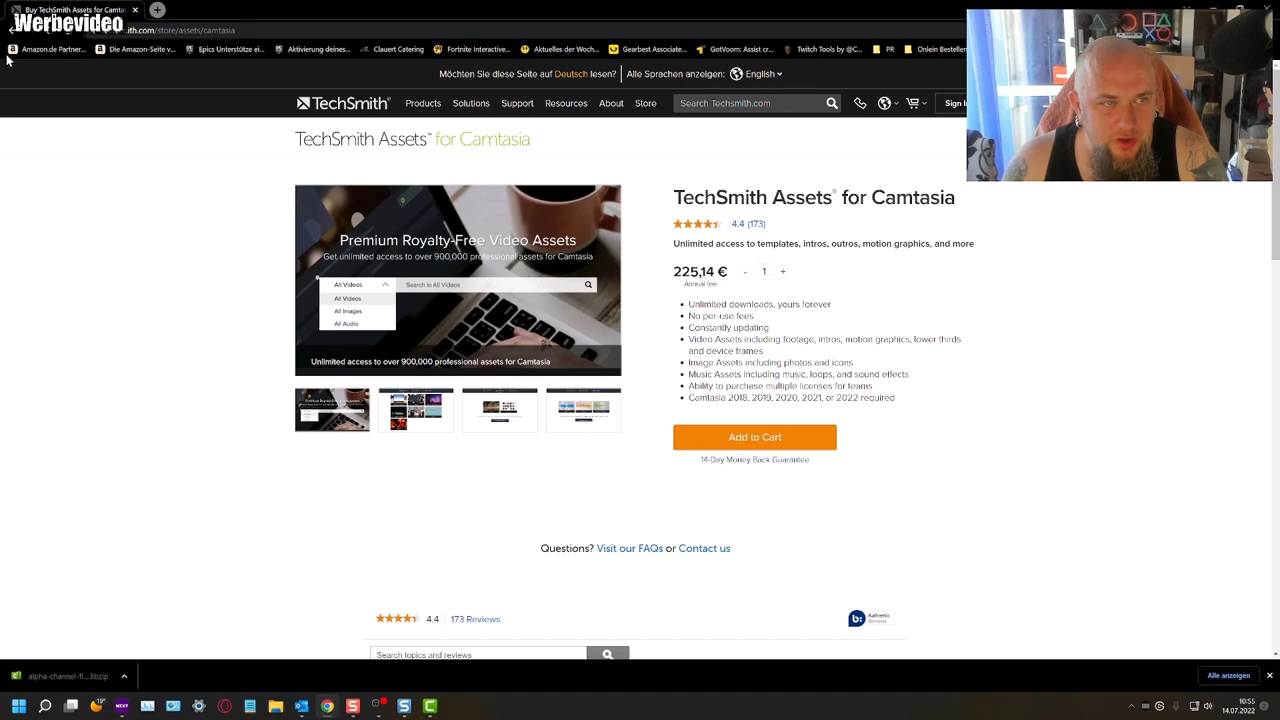 Buy TechSmith Assets for Camtas
Werbevideo
ith.com/store/assets/camtasia
Amazon.de Partner...
Die Amazon-Seite v...
Epics Unterstütze ei...
Aktivierung deines...
Clauert Catering
Fortnite Interactive...
Aktuelles der Woch...
Gearbest Associate...
GotVoom: Assist cr...
Twitch Tools by @C...
PR
Onlein Bestellen
Möchten Sie diese Seite auf Deutsch lesen?
Alle Sprachen anzeigen:
English
TechSmith
Products
Solutions
Support
Resources
About
Store
Search Techsmith.com
Sign I
TechSmith Assets™ for Camtasia
Premium Royalty-Free Video Assets
Get unlimited access to over 900,000 professional assets for Camtasia
All Videos
Search in All Videos
All Videos
All Images
All Audio
Unlimited access to over 900,000 professional assets for Camtasia
TechSmith Assets® for Camtasia
4.4 (173)
Unlimited access to templates, intros, outros, motion graphics, and more
225,14 €
- 1 +
Annual fee
• Unlimited downloads, yours forever
• No per-use fees
• Constantly updating
• Video Assets including footage, intros, motion graphics, lower thirds
and device frames
• Image Assets including photos and icons
• Music Assets including music, loops, and sound effects
• Ability to purchase multiple licenses for teams
• Camtasia 2018, 2019, 2020, 2021, or 2022 required
Add to Cart
14-Day Money Back Guarantee
Questions? Visit our FAQs or Contact us
4.4
173 Reviews
b:
Authentic
Reviews
Search topics and reviews
alpha-channel-fl....libzip
Alle anzeigen
19°
NEXT
10:55
14.07.2022